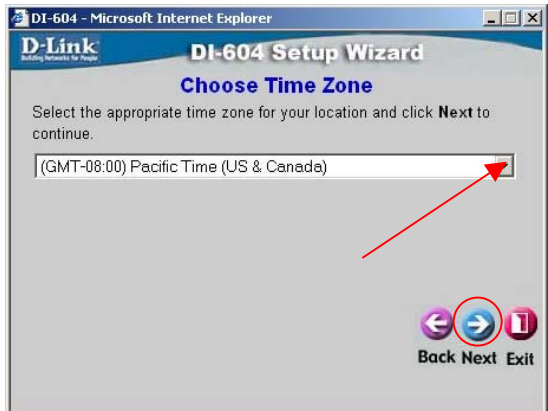 DI-604 - Microsoft Internet Explorer
D-Link
Building Networks for People
DI-604 Setup Wizard
Choose Time Zone
Select the appropriate time zone for your location and click Next to
continue.
(GMT-08:00) Pacific Time (US & Canada)
Back Next Exit